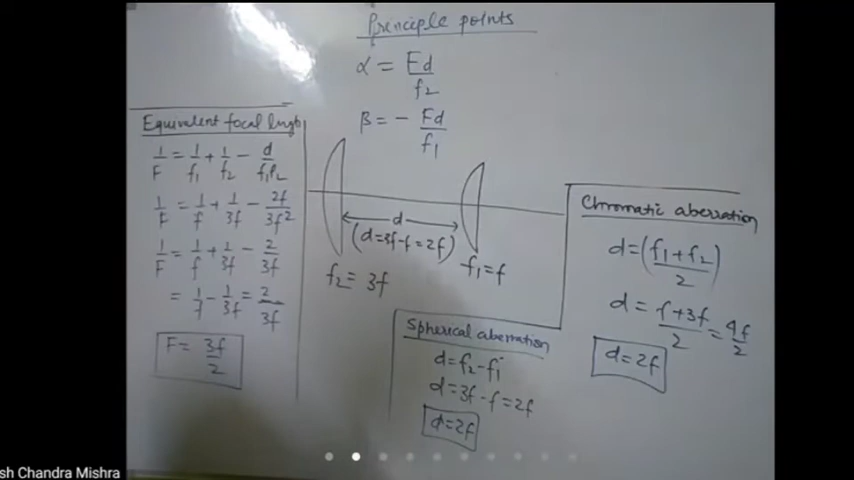 Prenciple points
α = Fd/f₂
β = - Fd/f₁
Equivalent focal lingt
1/F = 1/f₁ + 1/f₂ - d/f₁f₂
1/F = 1/f + 1/3f - 2f/3f²
1/F = 1/f + 1/3f - 2/3f
= 1/f - 1/3f = 2/3f
F = 3f/2
d
(d=3f-f=2f)
f₂ = 3f
f₁ = f
Spherical aberration
d=f₂-f₁
d=3f-f=2f
d=2f
Chromatic aberration
d=(f₁+f₂)/2
d = f+3f/2 = 4f/2
d=2f
sh Chandra Mishra